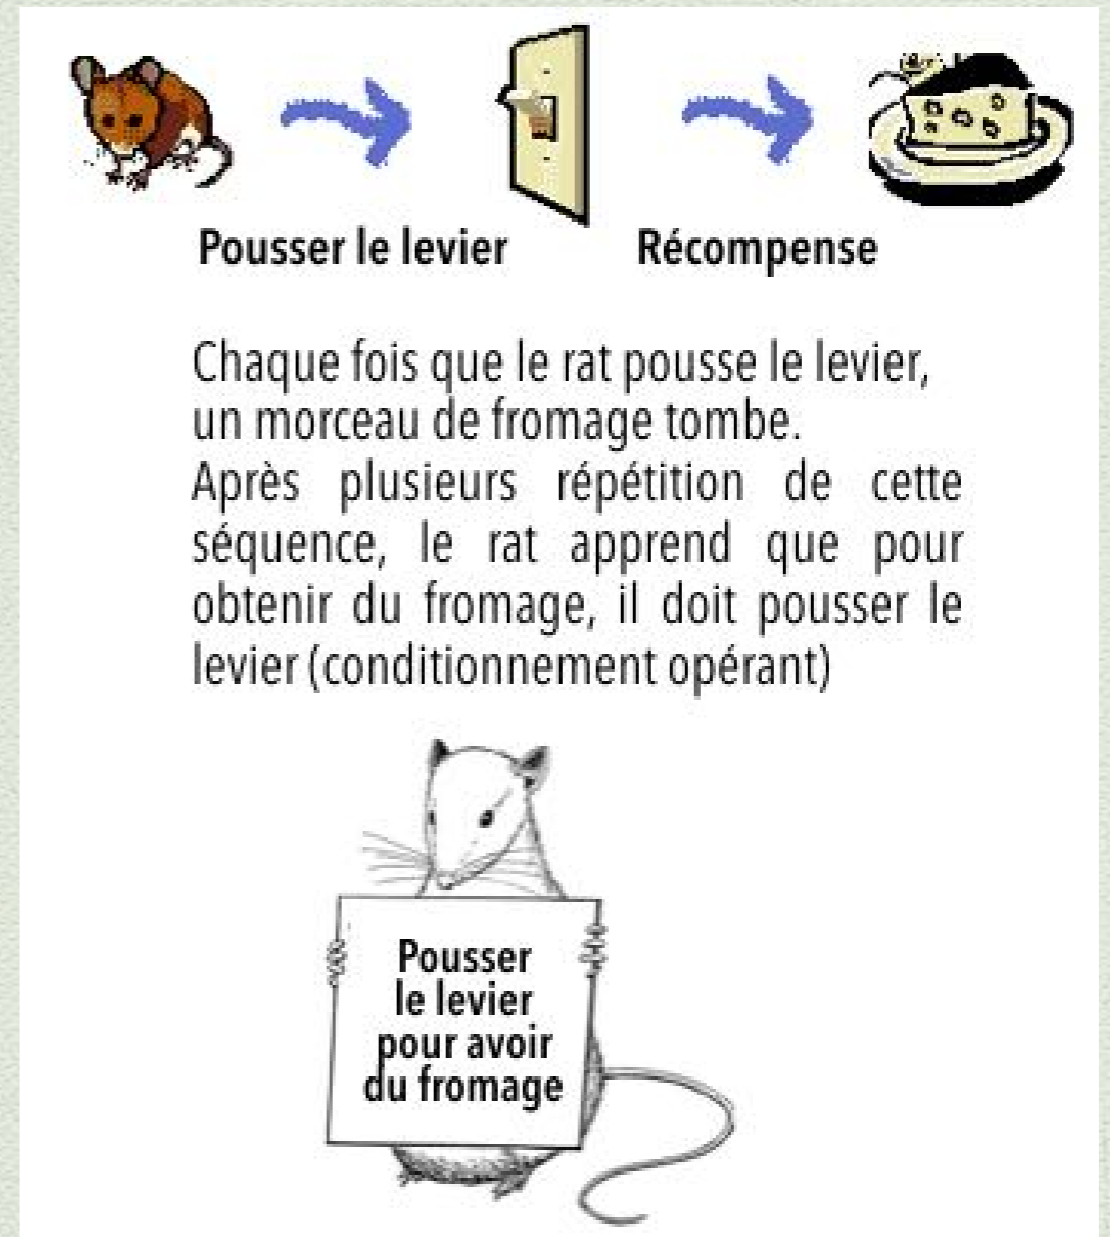 Pousser le levier
Récompense
Chaque fois que le rat pousse le levier,
un morceau de fromage tombe.
Après plusieurs répétition de cette
séquence, le rat apprend que pour
obtenir du fromage, il doit pousser le
levier (conditionnement opérant)
Pousser
le levier
pour avoir
du fromage